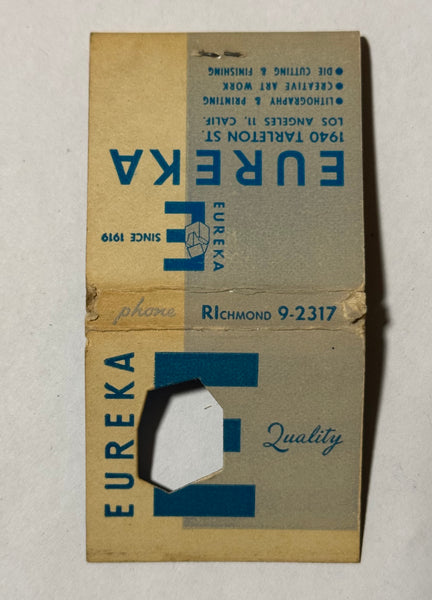 EUREKA
1940 TARLETON ST.
LOS ANGELES 11, CALIF.
● LITHOGRAPHY & PRINTING
● CREATIVE ART WORK
● DIE CUTTING & FINISHING
EUREKA
E
SINCE 1919
phone RICHMOND 9-2317
EUREKA
E
Quality